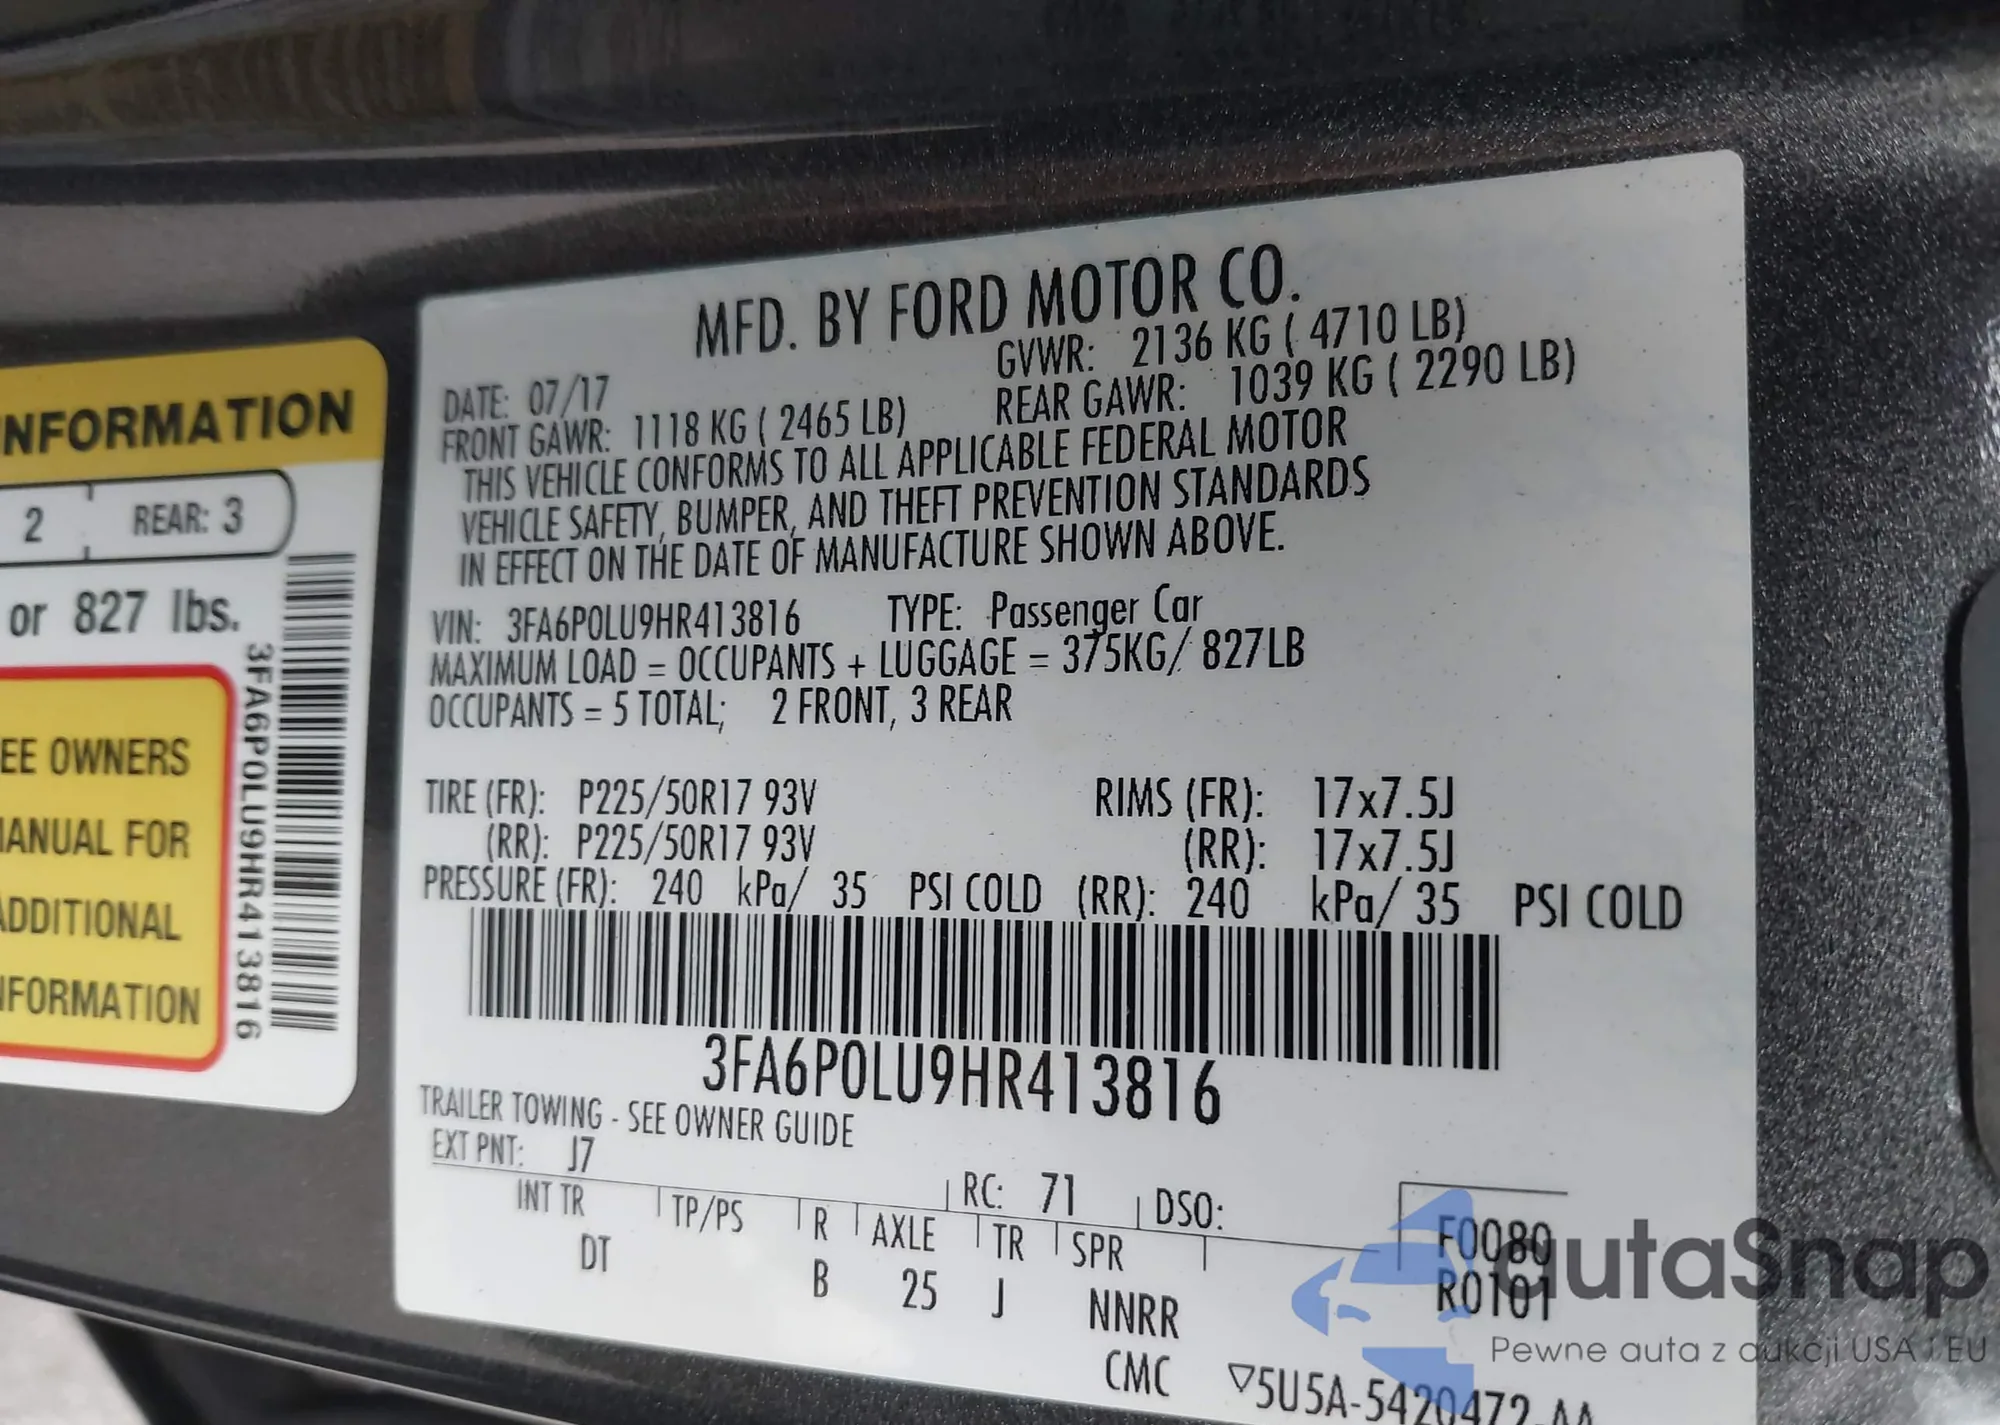 NFORMATION
2 REAR: 3
or 827 lbs.
3FA6P0LU9HR413816
EE OWNERS
MANUAL FOR
ADDITIONAL
NFORMATION
MFD. BY FORD MOTOR CO.
DATE: 07/17 GVWR: 2136 KG ( 4710 LB)
FRONT GAWR: 1118 KG ( 2465 LB) REAR GAWR: 1039 KG ( 2290 LB)
THIS VEHICLE CONFORMS TO ALL APPLICABLE FEDERAL MOTOR
VEHICLE SAFETY, BUMPER, AND THEFT PREVENTION STANDARDS
IN EFFECT ON THE DATE OF MANUFACTURE SHOWN ABOVE.
VIN: 3FA6P0LU9HR413816 TYPE: Passenger Car
MAXIMUM LOAD = OCCUPANTS + LUGGAGE = 375KG/ 827LB
OCCUPANTS = 5 TOTAL; 2 FRONT, 3 REAR
TIRE (FR): P225/50R17 93V RIMS (FR): 17x7.5J
(RR): P225/50R17 93V (RR): 17x7.5J
PRESSURE (FR): 240 kPa/ 35 PSI COLD (RR): 240 kPa/ 35 PSI COLD
3FA6P0LU9HR413816
TRAILER TOWING - SEE OWNER GUIDE
EXT PNT: J7 RC: 71 DSO:
INT TR TP/PS R AXLE TR SPR F0080
DT B 25 J NNRR R0101
CMC ▽5U5A-5420472-AA
autaSnap
Pewne auta z aukcji USA i EU